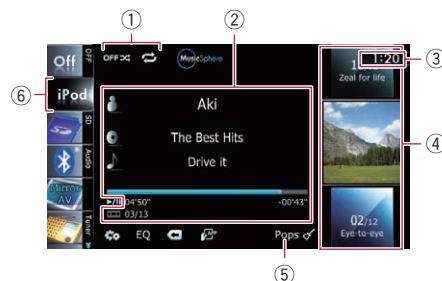 ① ② ③ ④ ⑤ ⑥
Off
OFF
iPod
SD
SD
Audio
Mirror
AV
Tuner
OFF
MusicSphere
Aki
The Best Hits
Drive it
04'50"
-00'43"
03/13
EQ
APP
Pops
1:20
Zeal for life
02/12
Eye-to-eye